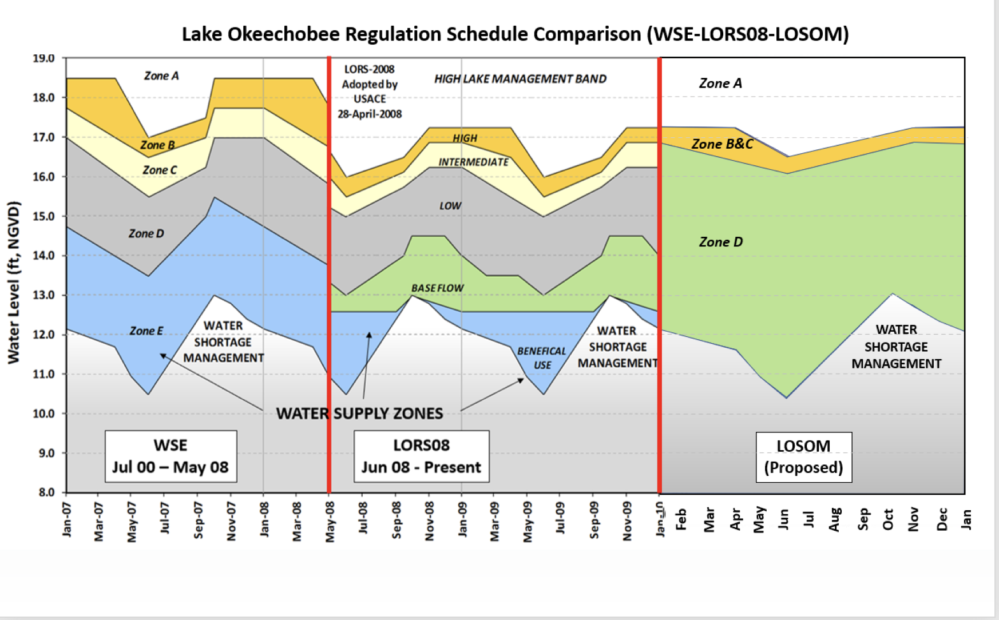 Lake Okeechobee Regulation Schedule Comparison (WSE-LORS08-LOSOM)
Water Level (ft, NGVD)
19.0
18.0
17.0
16.0
15.0
14.0
13.0
12.0
11.0
10.0
9.0
8.0
Zone A
Zone B
Zone C
Zone D
Zone E
WATER
SHORTAGE
MANAGEMENT
LORS-2008
Adopted by
USACE
28-April-2008
HIGH LAKE MANAGEMENT BAND
HIGH
INTERMEDIATE
LOW
BASE FLOW
BENEFICAL
USE
WATER
SHORTAGE
MANAGEMENT
WATER SUPPLY ZONES
Zone A
Zone B&C
Zone D
WATER
SHORTAGE
MANAGEMENT
WSE
Jul 00 – May 08
LORS08
Jun 08 - Present
LOSOM
(Proposed)
Jan-07
Mar-07
May-07
Jul-07
Sep-07
Nov-07
Jan-08
Mar-08
May-08
Jul-08
Sep-08
Nov-08
Jan-09
Mar-09
May-09
Jul-09
Sep-09
Nov-09
Jan-10
Feb
Mar
Apr
May
Jun
Jul
Aug
Sep
Oct
Nov
Dec
Jan